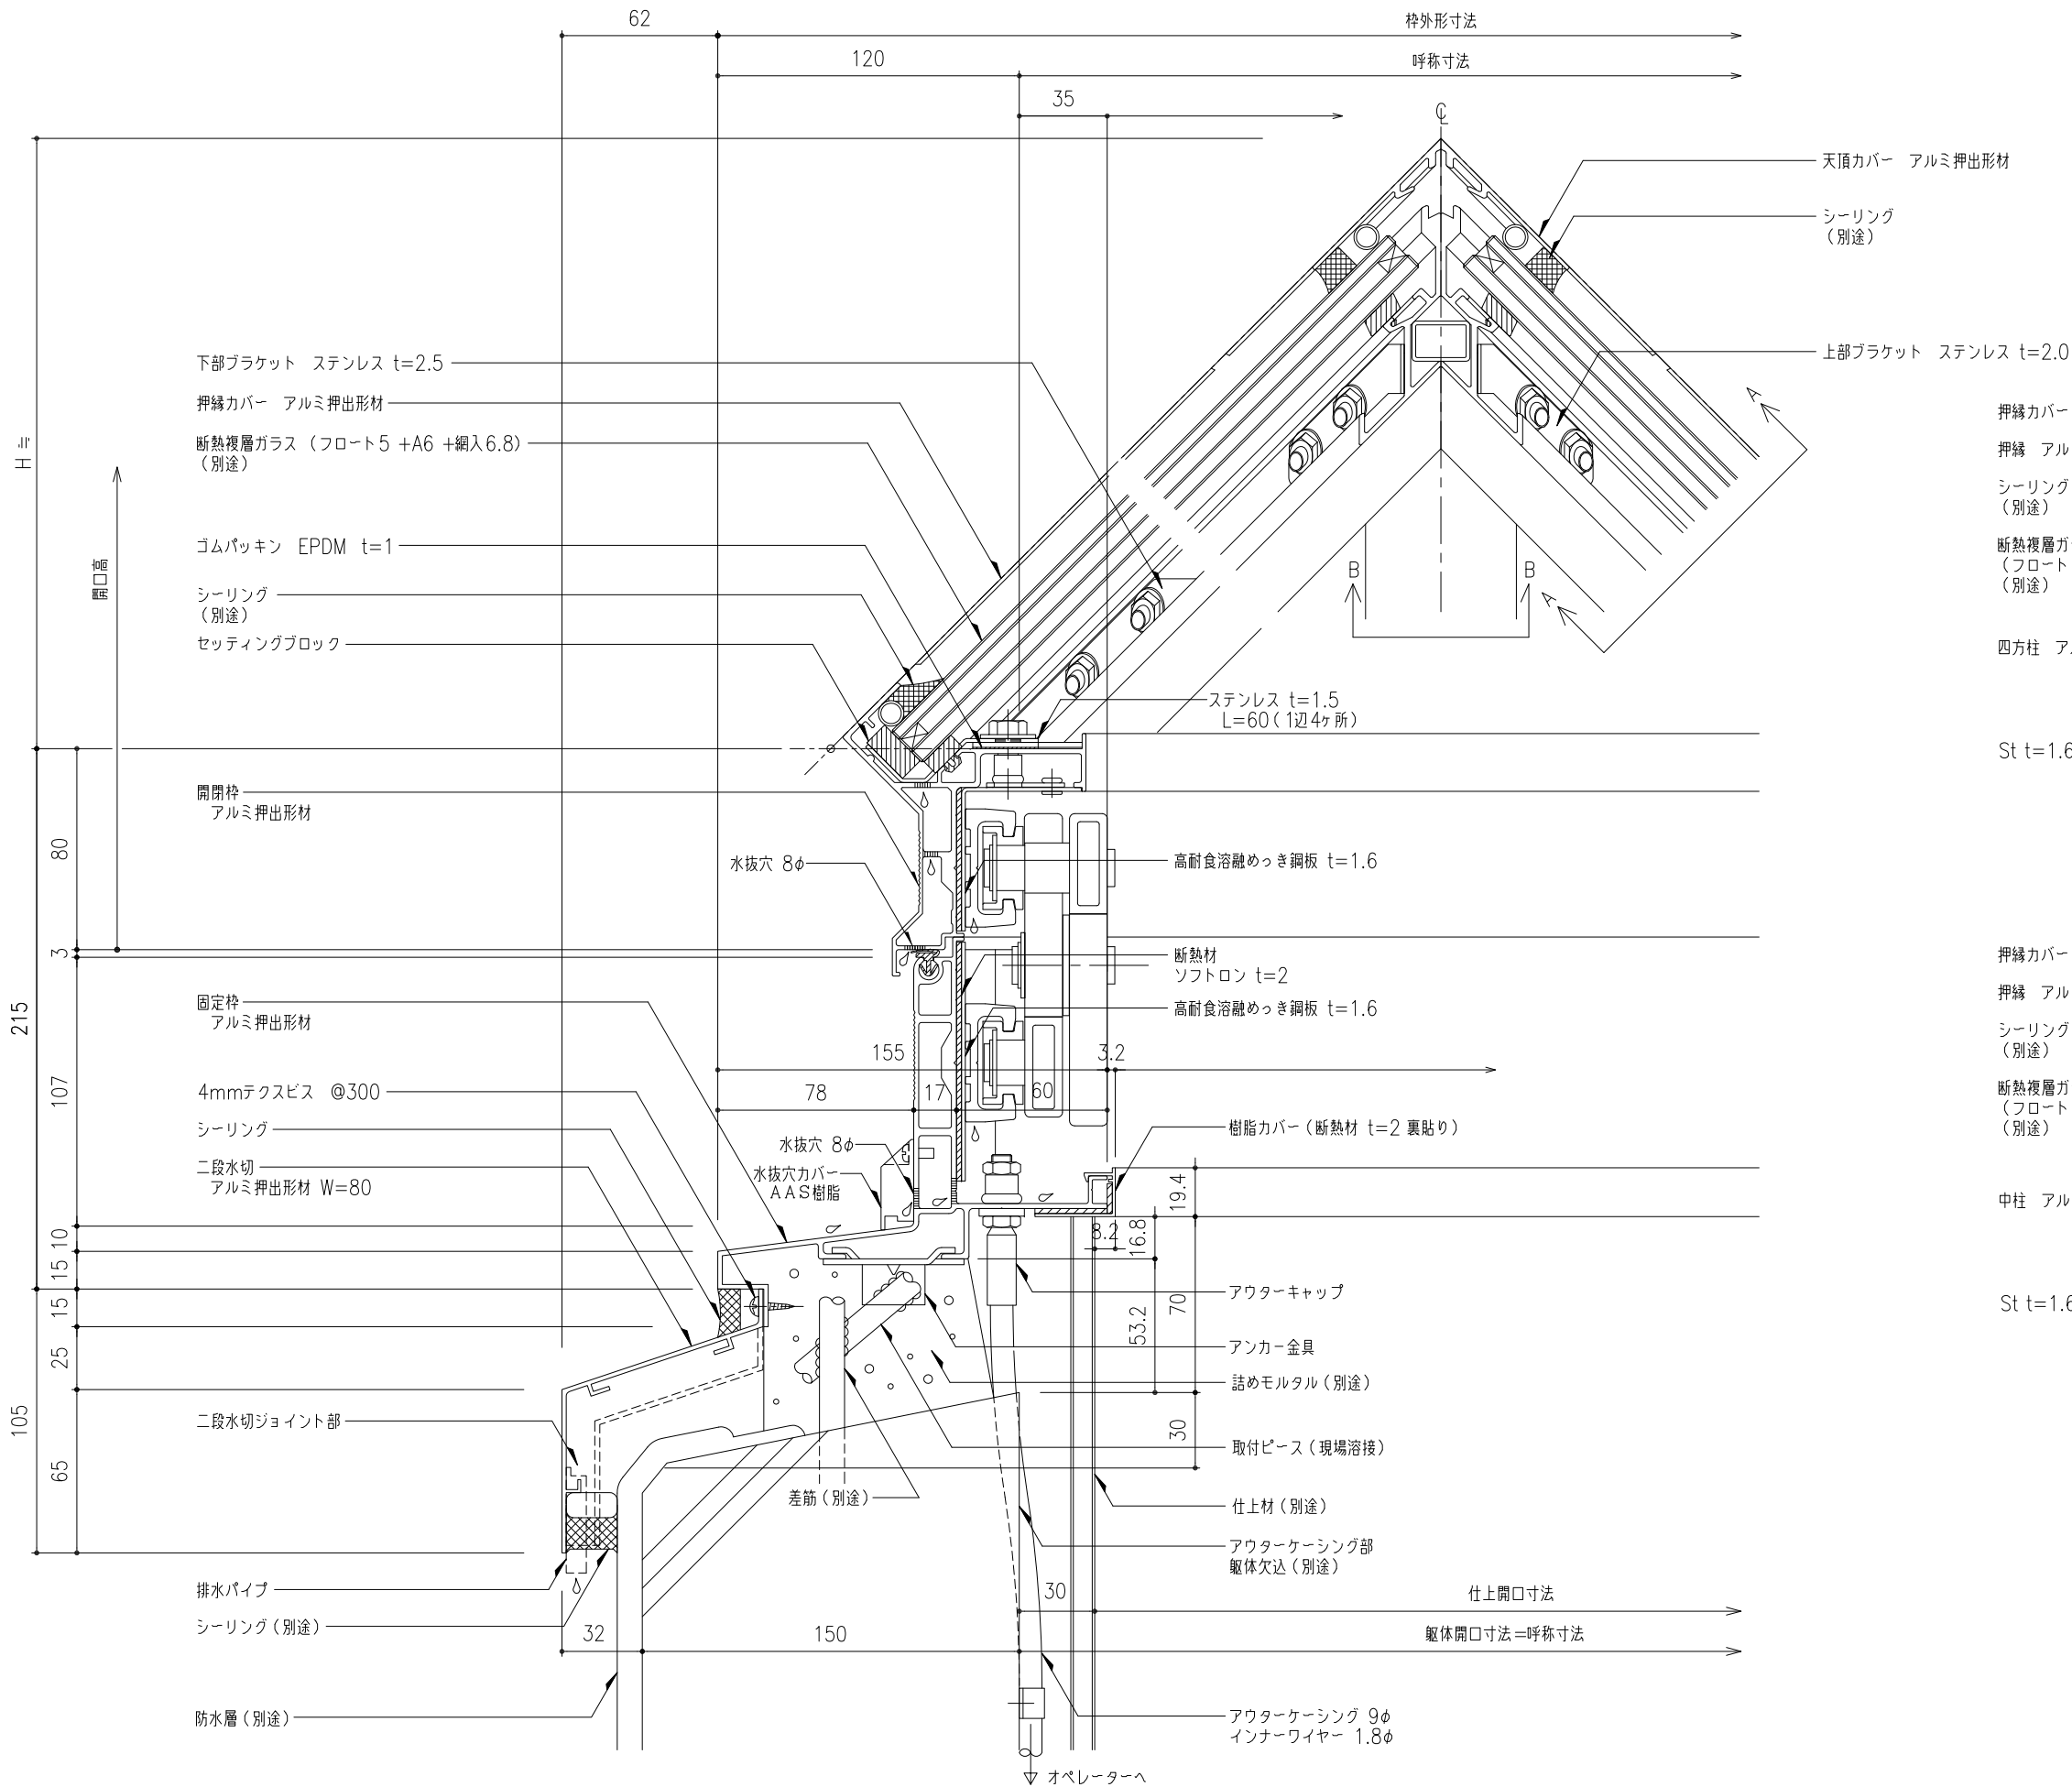 62
枠外形寸法
120
呼称寸法
35
℄
天頂カバー　アルミ押出形材
シーリング
（別途）
下部ブラケット　ステンレス t=2.5
上部ブラケット　ステンレス t=2.0
押縁カバー　アルミ押出形材
断熱複層ガラス （フロート5 +A6 +網入6.8）
（別途）
H ≒
開口高
ゴムパッキン　EPDM　t=1
シーリング
（別途）
セッティングブロック
A
A
B
B
押縁カバー
押縁　アル
シーリング
（別途）
断熱複層ガ
（フロート
（別途）
四方柱　ア
ステンレス t=1.5
L=60（1辺4ヶ所）
St t=1.6
開閉枠
アルミ押出形材
80
水抜穴 8φ
高耐食溶融めっき鋼板 t=1.6
3
断熱材
ソフトロン t=2
高耐食溶融めっき鋼板 t=1.6
押縁カバー
押縁　アル
シーリング
（別途）
断熱複層ガ
（フロート
（別途）
固定枠
アルミ押出形材
215
107
155
3.2
78
17
60
4mmテクスビス　@300
シーリング
二段水切
アルミ押出形材 W=80
水抜穴 8φ
水抜穴カバー
AAS樹脂
樹脂カバー（断熱材 t=2 裏貼り）
19.4
中柱　アル
10
15
15
25
8.2
16.8
70
53.2
アウターキャップ
St t=1.6
アンカー金具
詰めモルタル（別途）
105
65
二段水切ジョイント部
30
取付ピース（現場溶接）
差筋（別途）
仕上材（別途）
アウターケーシング部
躯体欠込（別途）
排水パイプ
シーリング（別途）
30
仕上開口寸法
32
150
躯体開口寸法＝呼称寸法
防水層（別途）
アウターケーシング 9φ
インナーワイヤー 1.8φ
オペレーターへ